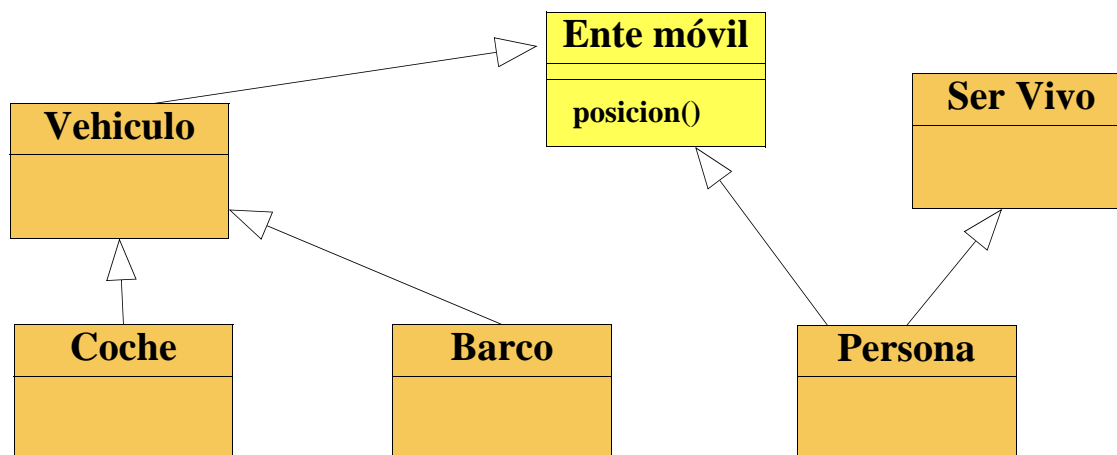 Ente móvil
posicion()
Ser Vivo
Vehiculo
Coche
Barco
Persona